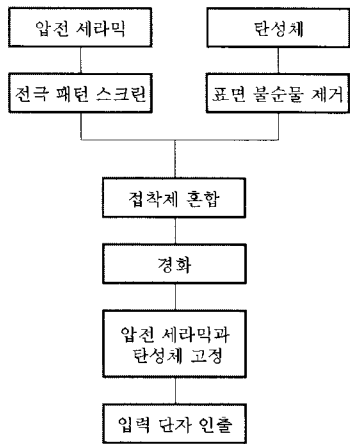 압전 세라믹
탄성체
전극 패턴 스크린
표면 불순물 제거
접착제 혼합
경화
압전 세라믹과
탄성체 고정
입력 단자 인출